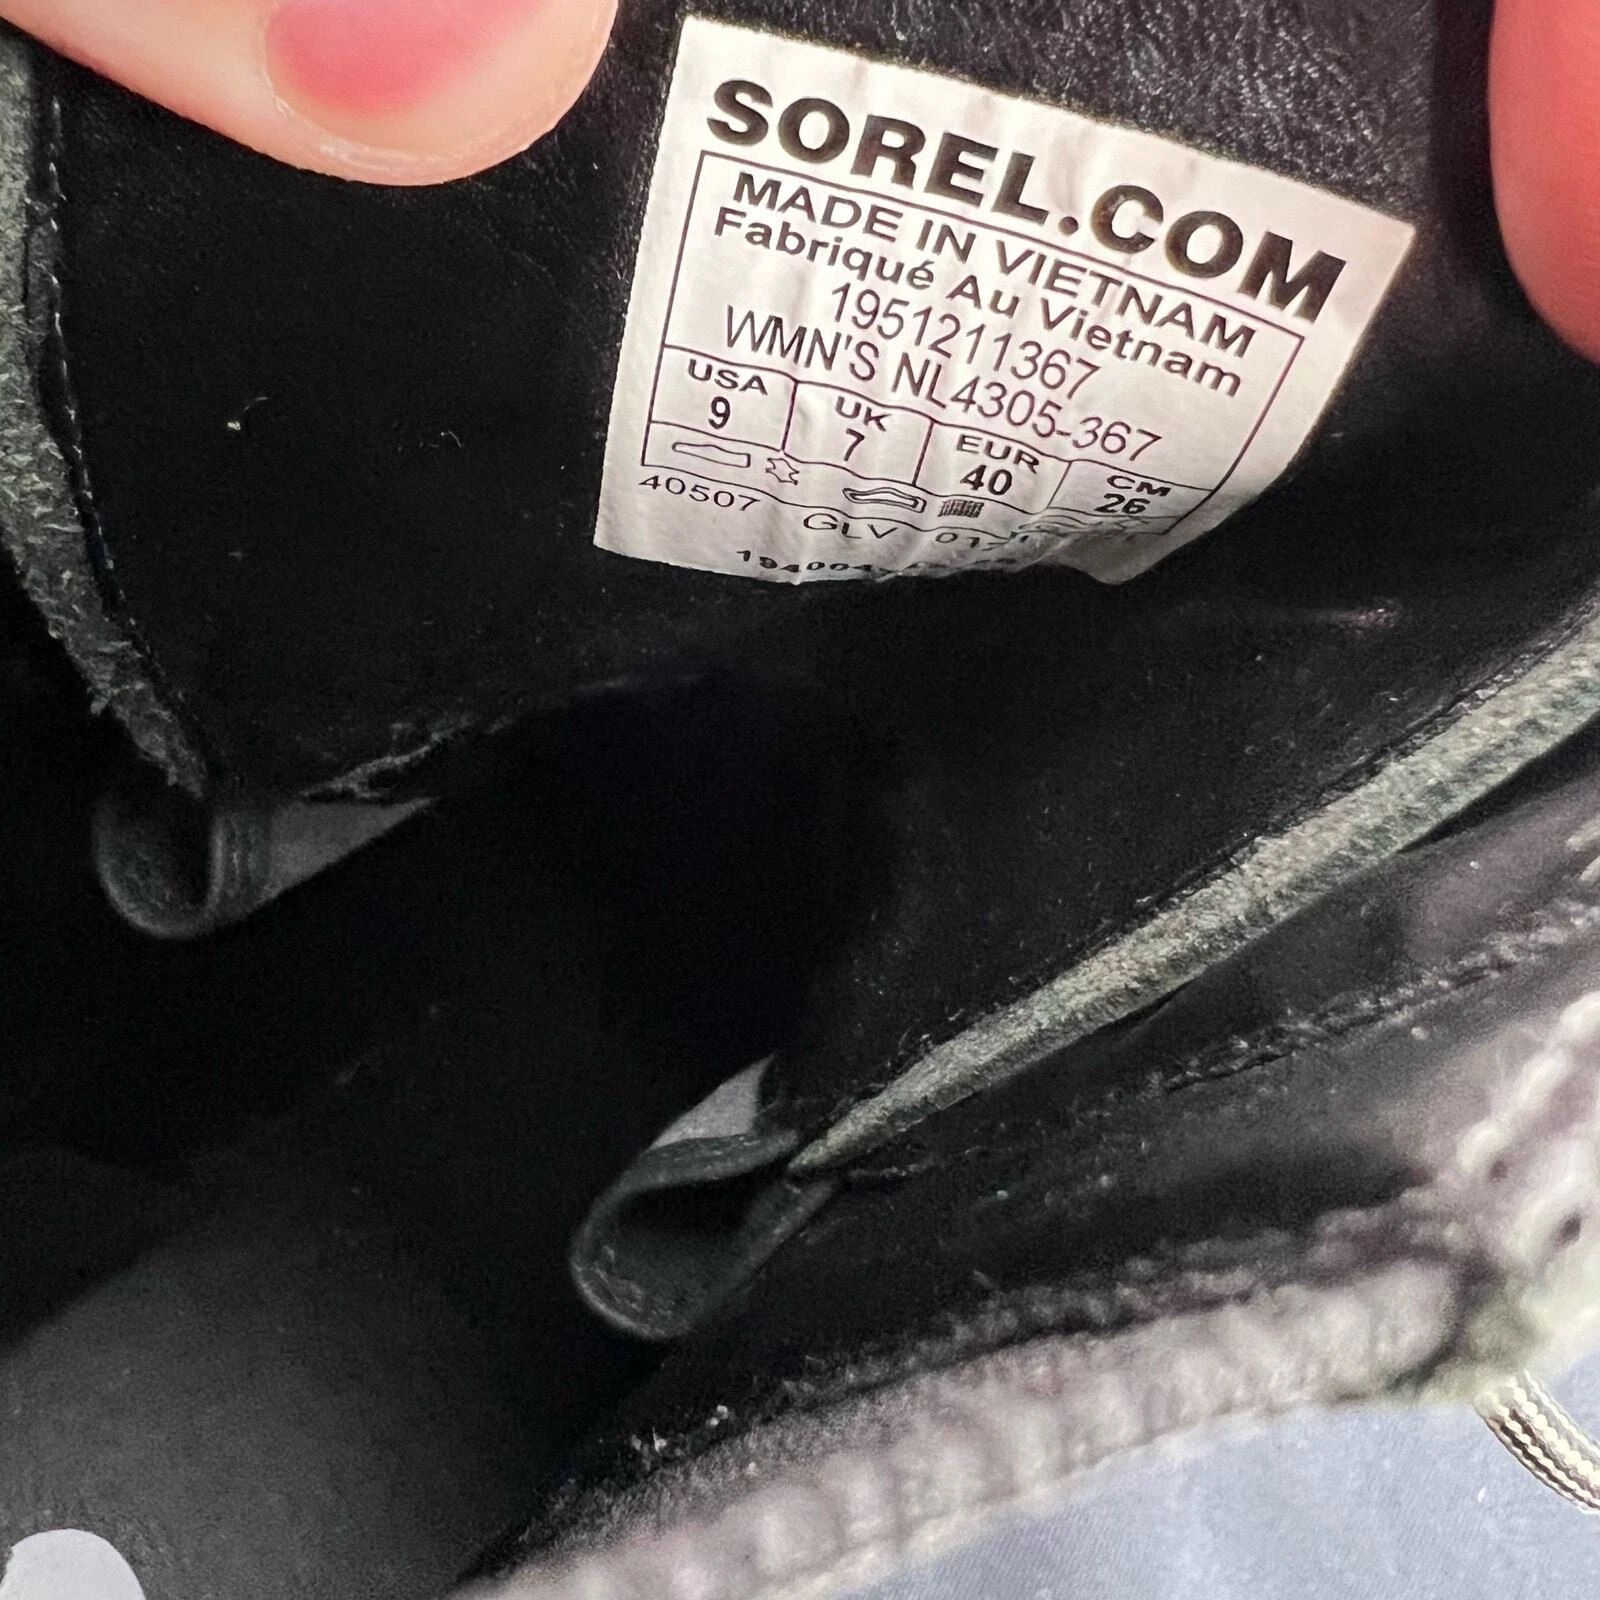 SOREL.COM
MADE IN VIETNAM
Fabriqué Au Vietnam
1951211367
WMN'S NL4305-367
USA UK EUR CM
9 7 40 26
40507 GLV